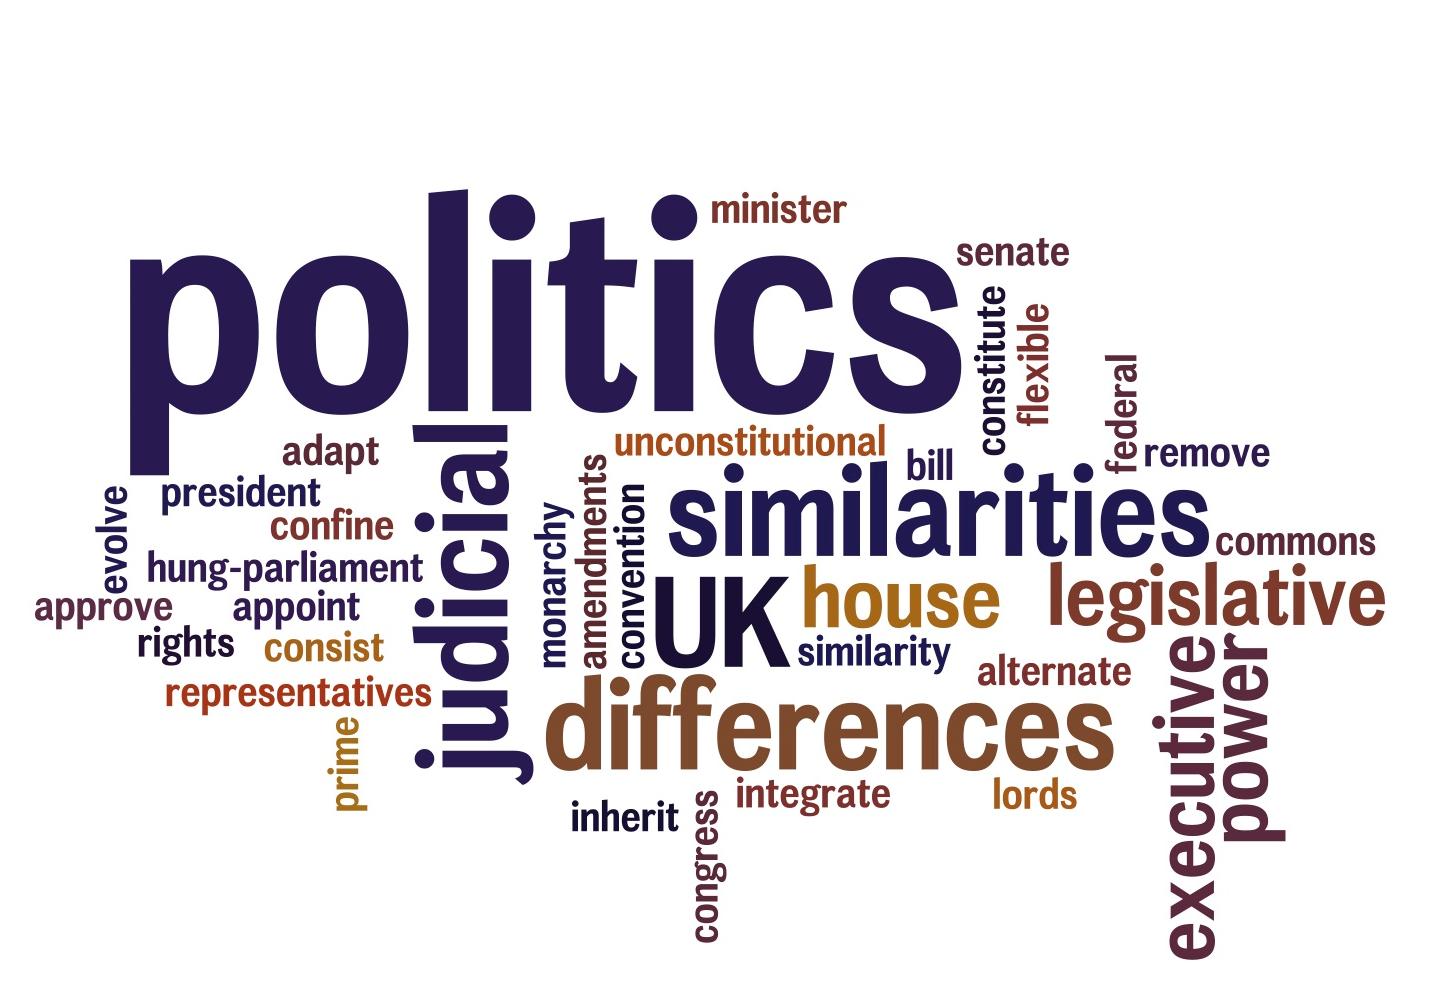 minister
politics
senate
constitute
flexible
federal
adapt
unconstitutional
bill
remove
president
evolve
confine
judicial
monarchy
amendments
convention
similarities
commons
hung-parliament
UK
house
legislative
approve
appoint
rights
consist
similarity
alternate
representatives
differences
executive
power
prime
integrate
lords
inherit
congress